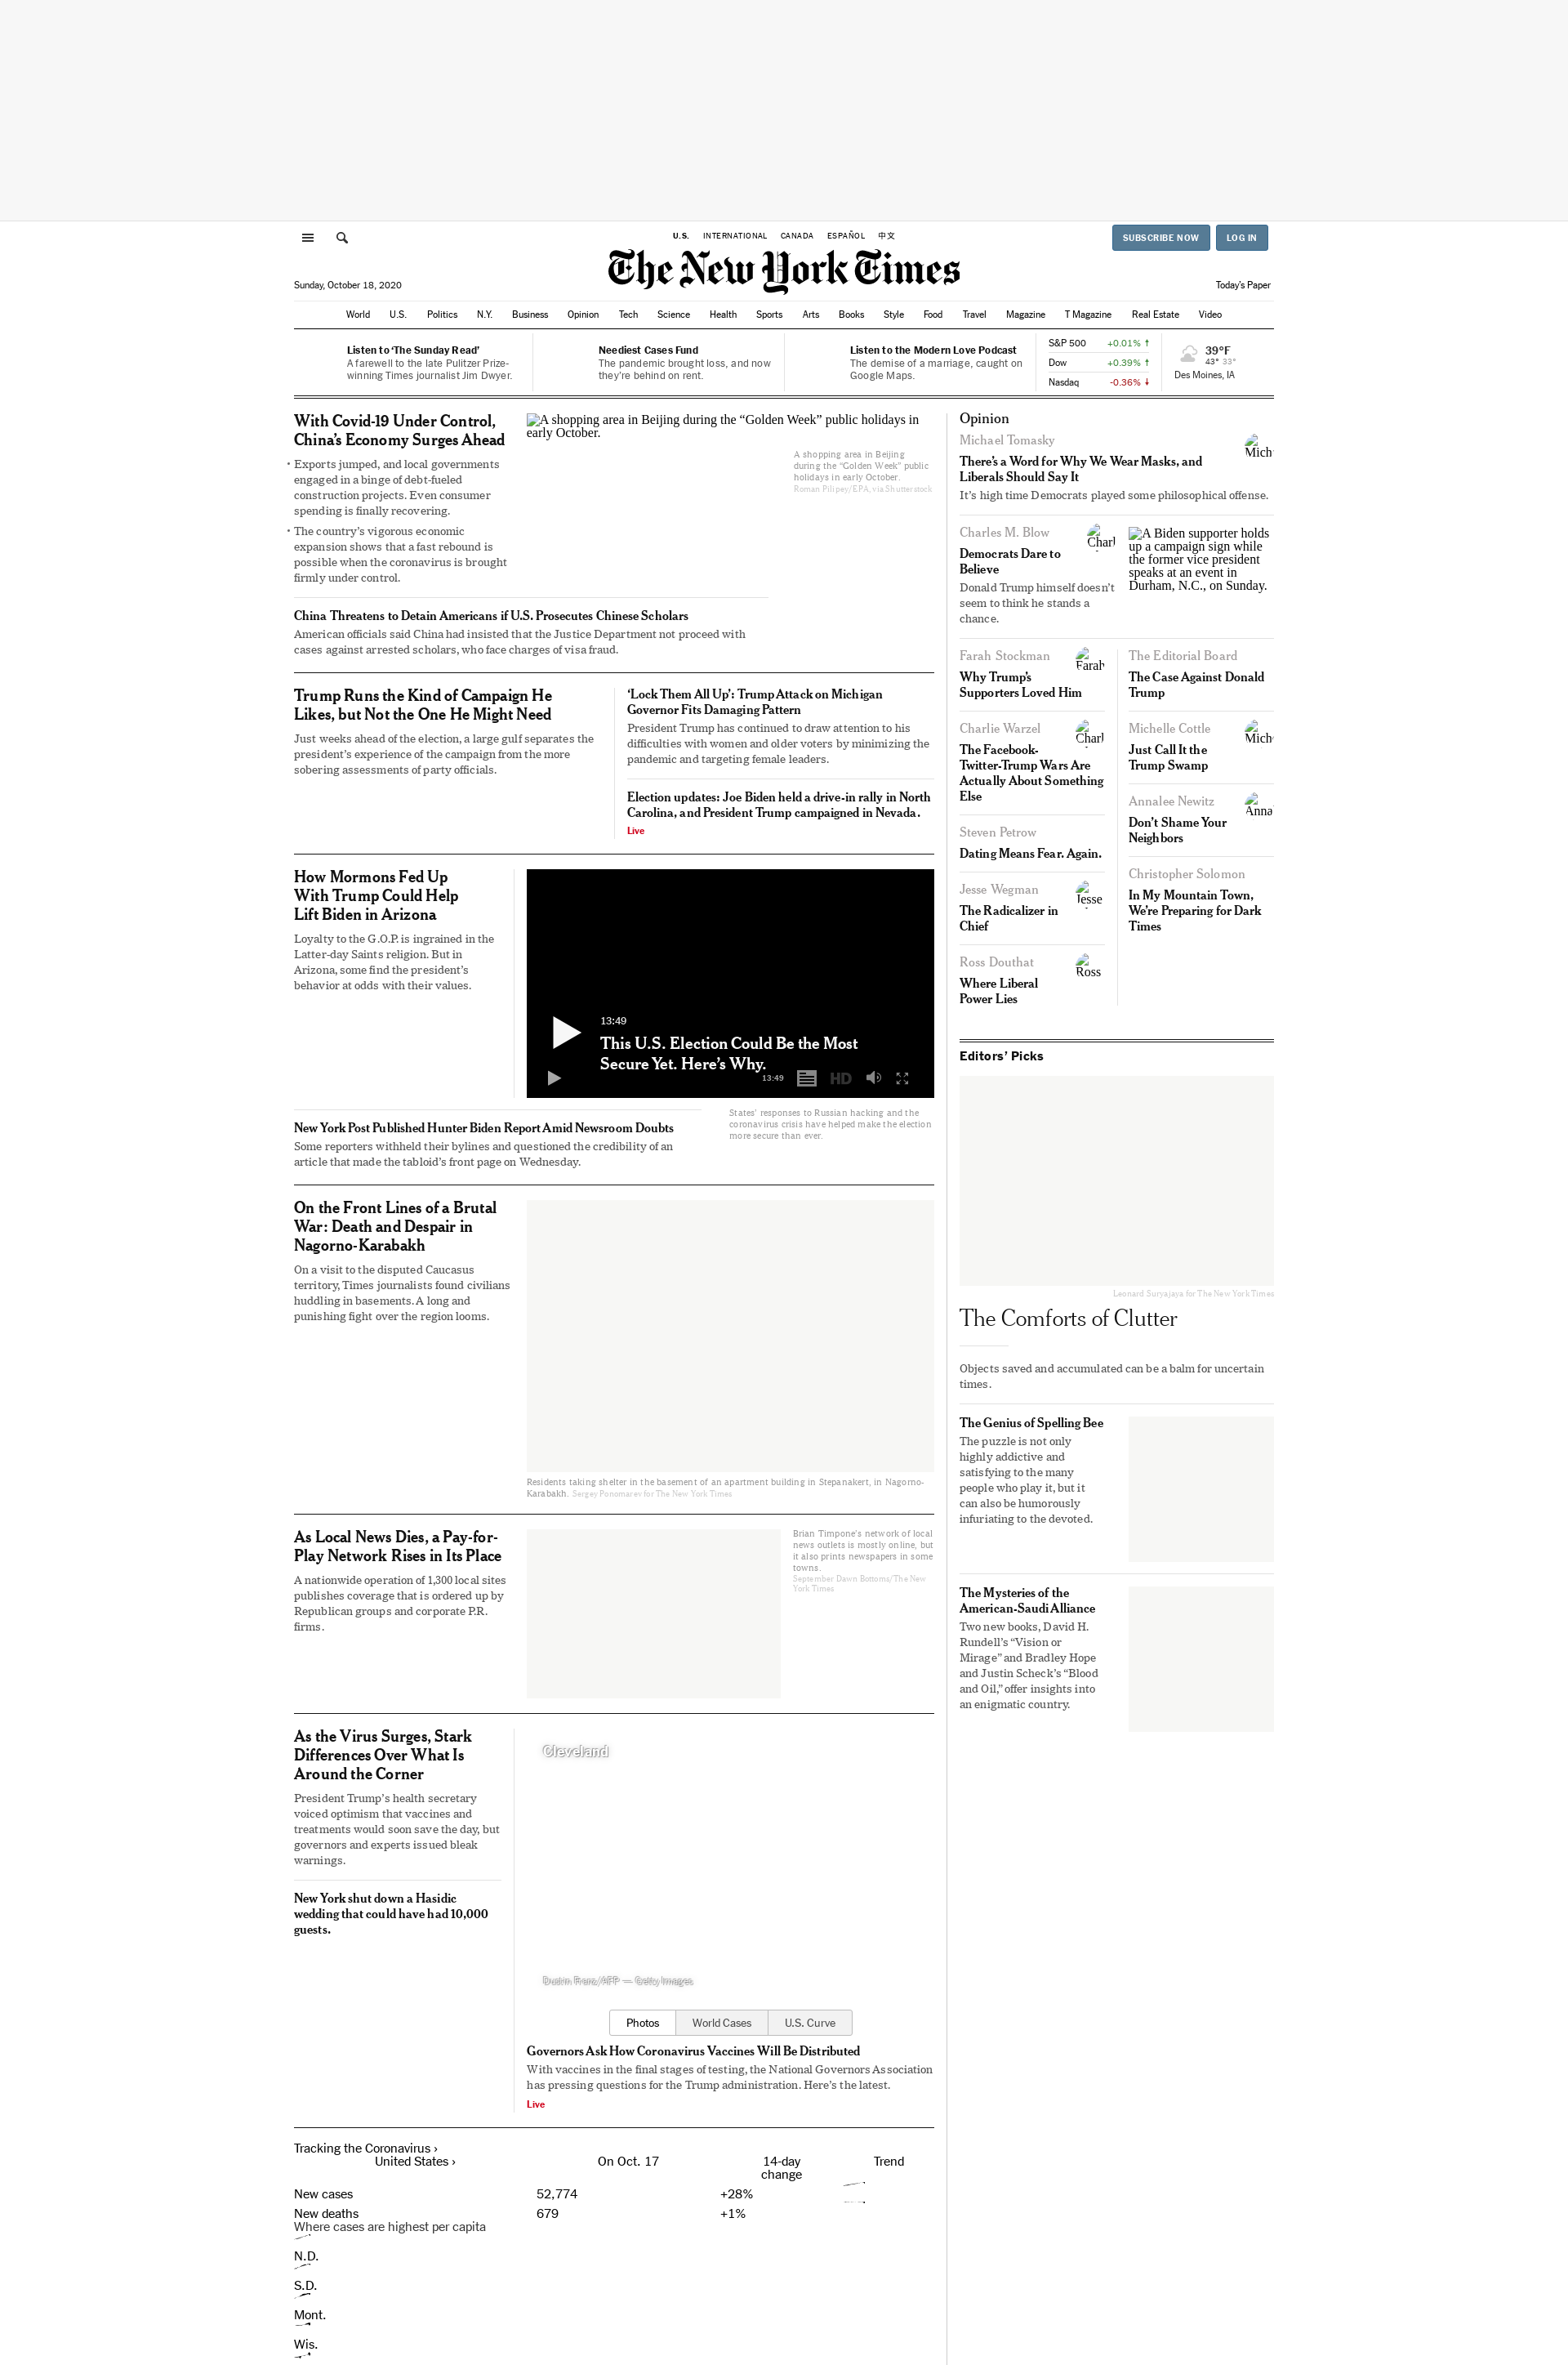 U.S. INTERNATIONAL CANADA ESPAÑOL 中文
SUBSCRIBE NOW LOG IN
The New York Times
Sunday, October 18, 2020
Today's Paper
World U.S. Politics N.Y. Business Opinion Tech Science Health Sports Arts Books Style Food Travel Magazine T Magazine Real Estate Video
Listen to ‘The Sunday Read’
A farewell to the late Pulitzer Prize-
winning Times journalist Jim Dwyer.
Neediest Cases Fund
The pandemic brought loss, and now
they’re behind on rent.
Listen to the Modern Love Podcast
The demise of a marriage, caught on
Google Maps.
S&P 500 +0.01%
Dow +0.39%
Nasdaq -0.36%
39°F
43° 33°
Des Moines, IA
With Covid-19 Under Control,
China’s Economy Surges Ahead
• Exports jumped, and local governments
engaged in a binge of debt-fueled
construction projects. Even consumer
spending is finally recovering.
• The country’s vigorous economic
expansion shows that a fast rebound is
possible when the coronavirus is brought
firmly under control.
A shopping area in Beijing during the “Golden Week” public holidays in
early October.
A shopping area in Beijing
during the “Golden Week” public
holidays in early October.
Roman Pilipey/EPA, via Shutterstock
China Threatens to Detain Americans if U.S. Prosecutes Chinese Scholars
American officials said China had insisted that the Justice Department not proceed with
cases against arrested scholars, who face charges of visa fraud.
Trump Runs the Kind of Campaign He
Likes, but Not the One He Might Need
Just weeks ahead of the election, a large gulf separates the
president’s experience of the campaign from the more
sobering assessments of party officials.
‘Lock Them All Up’: Trump Attack on Michigan
Governor Fits Damaging Pattern
President Trump has continued to draw attention to his
difficulties with women and older voters by minimizing the
pandemic and targeting female leaders.
Election updates: Joe Biden held a drive-in rally in North
Carolina, and President Trump campaigned in Nevada.
Live
How Mormons Fed Up
With Trump Could Help
Lift Biden in Arizona
Loyalty to the G.O.P. is ingrained in the
Latter-day Saints religion. But in
Arizona, some find the president’s
behavior at odds with their values.
13:49
This U.S. Election Could Be the Most
Secure Yet. Here’s Why.
13:49 HD
States’ responses to Russian hacking and the
coronavirus crisis have helped make the election
more secure than ever.
New York Post Published Hunter Biden Report Amid Newsroom Doubts
Some reporters withheld their bylines and questioned the credibility of an
article that made the tabloid’s front page on Wednesday.
On the Front Lines of a Brutal
War: Death and Despair in
Nagorno-Karabakh
On a visit to the disputed Caucasus
territory, Times journalists found civilians
huddling in basements. A long and
punishing fight over the region looms.
Residents taking shelter in the basement of an apartment building in Stepanakert, in Nagorno-
Karabakh. Sergey Ponomarev for The New York Times
As Local News Dies, a Pay-for-
Play Network Rises in Its Place
A nationwide operation of 1,300 local sites
publishes coverage that is ordered up by
Republican groups and corporate P.R.
firms.
Brian Timpone’s network of local
news outlets is mostly online, but
it also prints newspapers in some
towns.
September Dawn Bottoms/The New
York Times
As the Virus Surges, Stark
Differences Over What Is
Around the Corner
President Trump’s health secretary
voiced optimism that vaccines and
treatments would soon save the day, but
governors and experts issued bleak
warnings.
New York shut down a Hasidic
wedding that could have had 10,000
guests.
Cleveland
Dustin Franz/AFP — Getty Images
Photos World Cases U.S. Curve
Governors Ask How Coronavirus Vaccines Will Be Distributed
With vaccines in the final stages of testing, the National Governors Association
has pressing questions for the Trump administration. Here’s the latest.
Live
Tracking the Coronavirus ›
United States › On Oct. 17 14-day
change Trend
New cases 52,774 +28%
New deaths 679 +1%
Where cases are highest per capita
N.D.
S.D.
Mont.
Wis.
Opinion
Michael Tomasky
There’s a Word for Why We Wear Masks, and
Liberals Should Say It
It’s high time Democrats played some philosophical offense.
Charles M. Blow
Democrats Dare to
Believe
Donald Trump himself doesn’t
seem to think he stands a
chance.
A Biden supporter holds
up a campaign sign while
the former vice president
speaks at an event in
Durham, N.C., on Sunday.
Farah Stockman
Farah
Why Trump’s
Supporters Loved Him
Charlie Warzel
The Facebook-
Twitter-Trump Wars Are
Actually About Something
Else
Steven Petrow
Dating Means Fear. Again.
Jesse Wegman
Jesse
The Radicalizer in
Chief
Ross Douthat
Ross
Where Liberal
Power Lies
The Editorial Board
The Case Against Donald
Trump
Michelle Cottle
Just Call It the
Trump Swamp
Annalee Newitz
Don’t Shame Your
Neighbors
Christopher Solomon
In My Mountain Town,
We’re Preparing for Dark
Times
Editors’ Picks
Leonard Suryajaya for The New York Times
The Comforts of Clutter
Objects saved and accumulated can be a balm for uncertain
times.
The Genius of Spelling Bee
The puzzle is not only
highly addictive and
satisfying to the many
people who play it, but it
can also be humorously
infuriating to the devoted.
The Mysteries of the
American-Saudi Alliance
Two new books, David H.
Rundell’s “Vision or
Mirage” and Bradley Hope
and Justin Scheck’s “Blood
and Oil,” offer insights into
an enigmatic country.